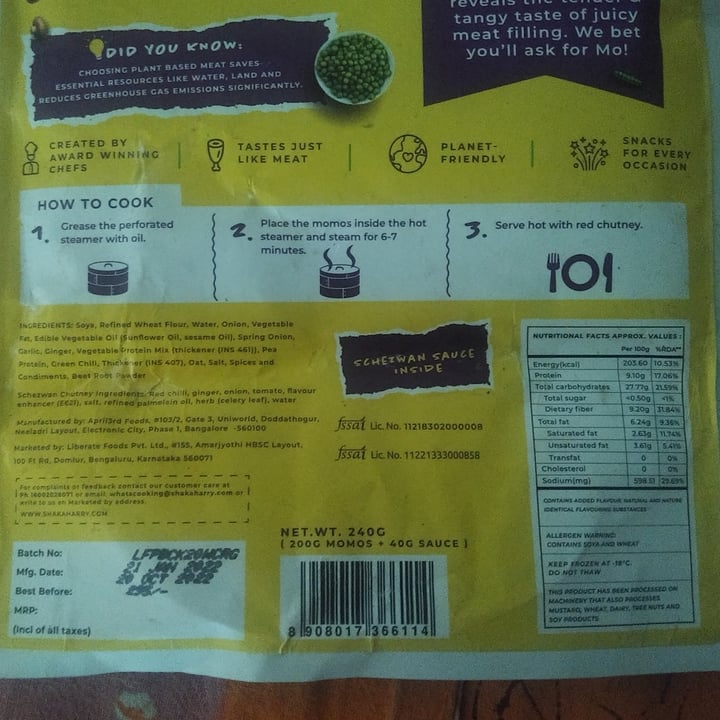 reveals the tender &
tangy taste of juicy
meat filling. We bet
you'll ask for Mo!
DID YOU KNOW:
CHOOSING PLANT BASED MEAT SAVES
ESSENTIAL RESOURCES LIKE WATER, LAND AND
REDUCES GREENHOUSE GAS EMISSIONS SIGNIFICANTLY.
CREATED BY
AWARD WINNING
CHEFS
TASTES JUST
LIKE MEAT
PLANET-
FRIENDLY
SNACKS
FOR EVERY
OCCASION
HOW TO COOK
1. Grease the perforated
steamer with oil.
2. Place the momos inside the hot
steamer and steam for 6-7
minutes.
3. Serve hot with red chutney.
INGREDIENTS: Soya, Refined Wheat Flour, Water, Onion, Vegetable
Fat, Edible Vegetable Oil (Sunflower Oil, sesame Oil), Spring Onion,
Garlic, Ginger, Vegetable Protein Mix (thickener (INS 461)), Pea
Protein, Green Chili, Thickener (INS 407), Oat, Salt, Spices and
Condiments, Beet Root Powder
Schezwan Chutney Ingredients: Red chili, ginger, onion, tomato, flavour
enhancer (E621), salt, refined palmolein oil, herb (celery leaf), water
Manufactured by: April3rd Foods, #103/2, Gate 3, Uniworld, Doddathogur,
Neeladri Layout, Electronic City, Phase 1, Bangalore -560100
Marketed by: Liberate Foods Pvt. Ltd., #155, Amarjyothi HBSC Layout,
100 Ft Rd, Domlur, Bengaluru, Karnataka 560071
For complaints or feedback contact our customer care at
Ph or email: whatscooking@shakaharry.com or
write to us at Marketed by address.
WWW.SHAKAHARRY.COM
SCHEZWAN SAUCE
INSIDE
fssai Lic. No. 11218302000008
fssai Lic. No. 11221333000858
NUTRITIONAL FACTS APPROX. VALUES :
Per 100g %RDA**
Energy(kcal) 203.60 10.53%
Protein 9.10g 17.06%
Total carbohydrates 27.77g 21.59%
Total sugar <0.50g <1%
Dietary fiber 9.20g 31.84%
Total fat 6.24g 9.36%
Saturated fat 2.63g 11.74%
Unsaturated fat 3.61g 5.41%
Transfat 0 0%
Cholesterol 0 0%
Sodium(mg) 598.51 29.69%
CONTAINS ADDED FLAVOUR, NATURAL AND NATURE
IDENTICAL FLAVOURING SUBSTANCES
ALLERGEN WARNING:
CONTAINS SOYA AND WHEAT
KEEP FROZEN AT -18°C.
DO NOT THAW
THIS PRODUCT HAS BEEN PROCESSED ON
MACHINERY THAT ALSO PROCESSES
MUSTARD, WHEAT, DAIRY, TREE NUTS AND
SOY PRODUCTS
NET.WT. 240G
( 200G MOMOS + 40G SAUCE )
Batch No:
Mfg. Date: 21 JAN 2022
Best Before: 20 OCT 2022
MRP: 295/-
(Incl of all taxes)
8 908017 366114